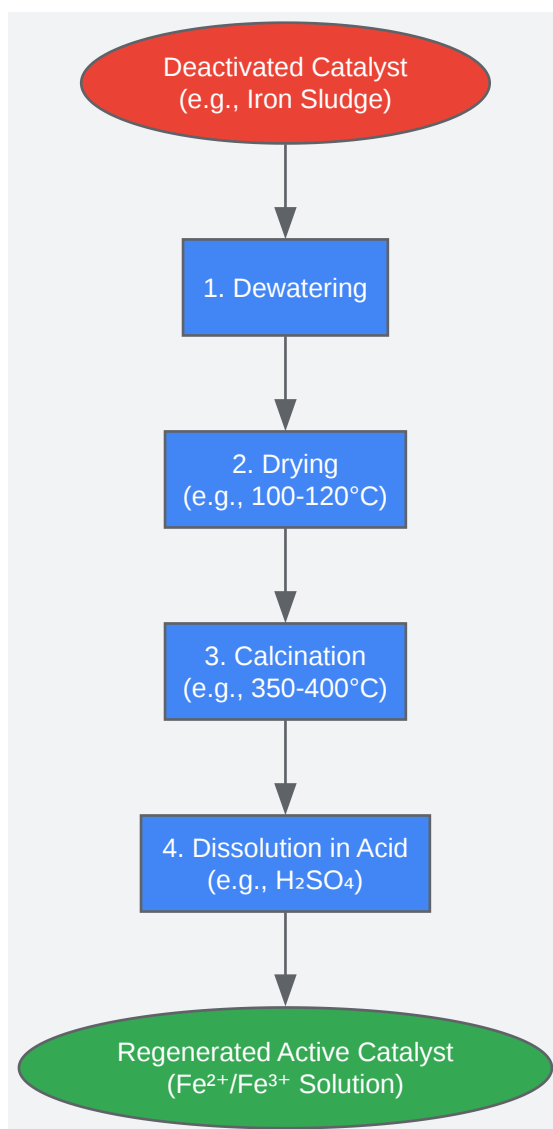 Deactivated Catalyst
(e.g., Iron Sludge)
1. Dewatering
2. Drying
(e.g., 100-120°C)
3. Calcination
(e.g., 350-400°C)
4. Dissolution in Acid
(e.g., H₂SO₄)
Regenerated Active Catalyst
(Fe²⁺/Fe³⁺ Solution)